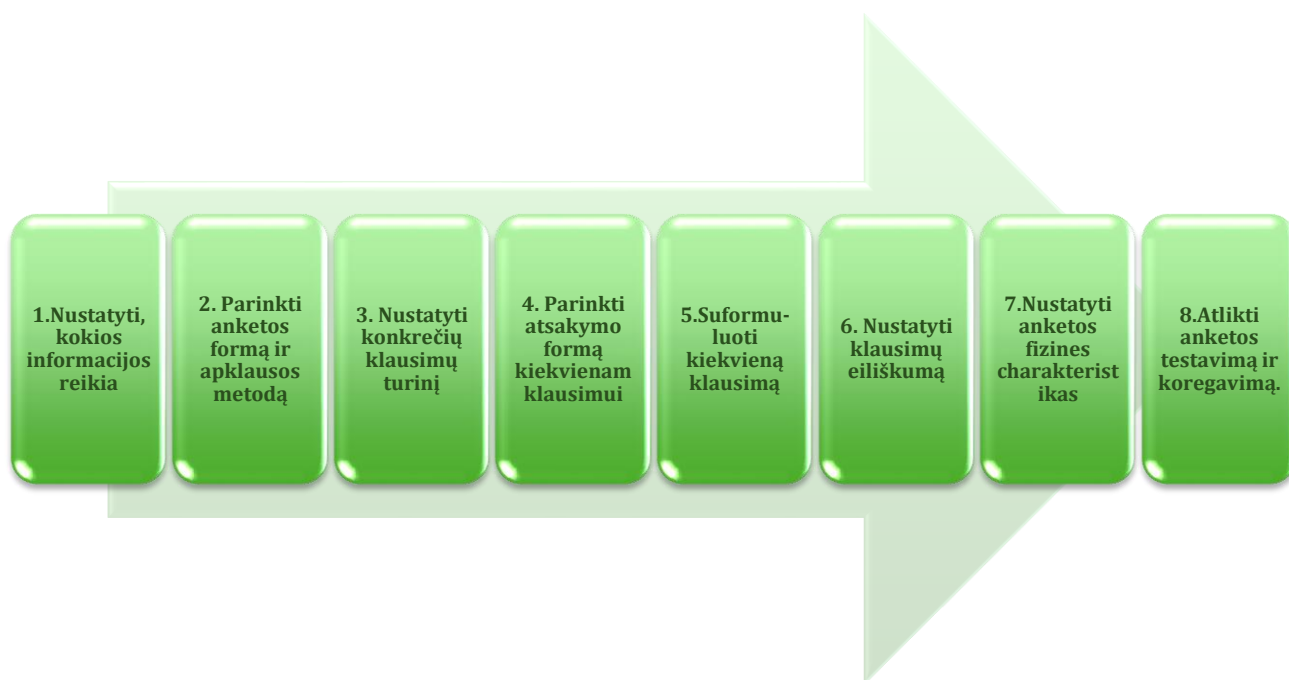 1.Nustatyti,
kokios
informacijos
reikia
2. Parinkti
anketos
formą ir
apklausos
metodą
3. Nustatyti
konkrečių
klausimų
turinį
4. Parinkti
atsakymo
formą
kiekvienam
klausimui
5.Suformu-
luoti
kiekvieną
klausimą
6. Nustatyti
klausimų
eiliškumą
7.Nustatyti
anketos
fizines
charakterist
ikas
8.Atlikti
anketos
testavimą ir
koregavimą.